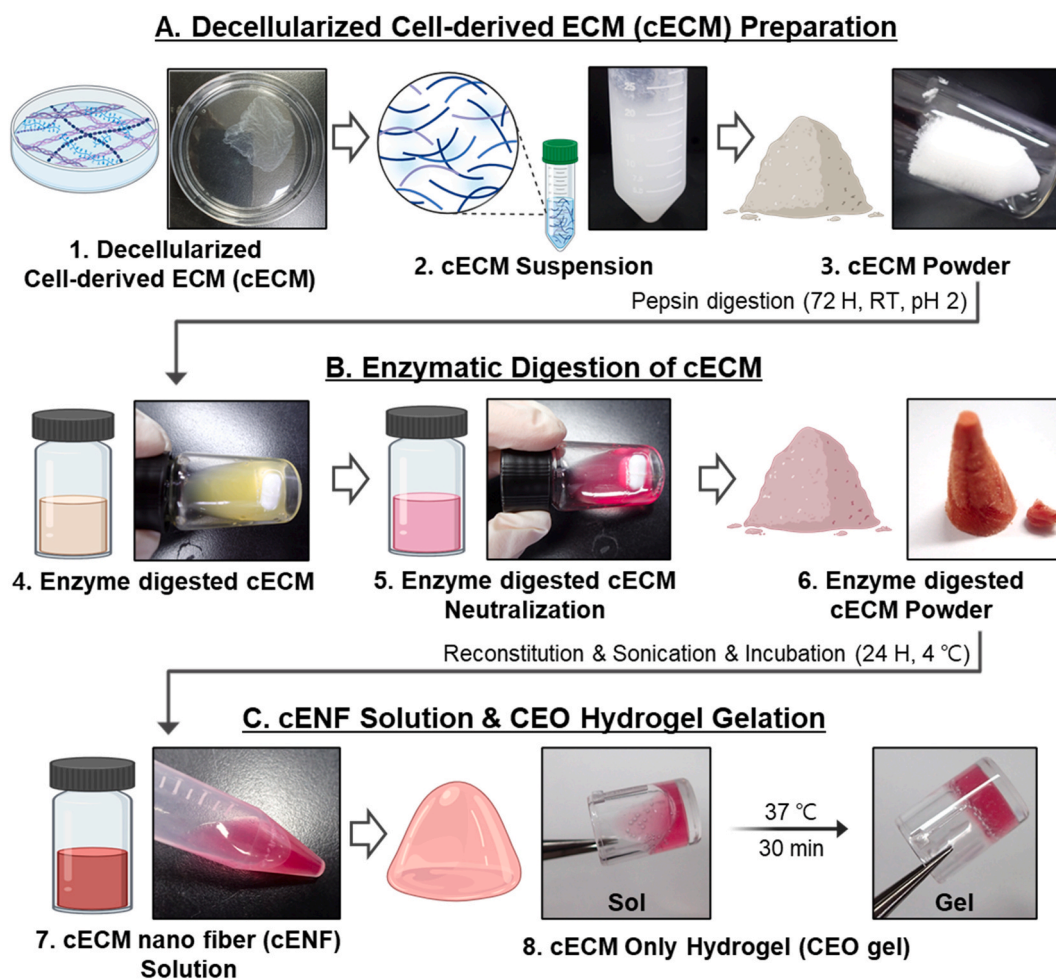 A. Decellularized Cell-derived ECM (cECM) Preparation
1. Decellularized
Cell-derived ECM (cECM)
2. cECM Suspension
3. cECM Powder
Pepsin digestion (72 H, RT, pH 2)
B. Enzymatic Digestion of cECM
4. Enzyme digested cECM
5. Enzyme digested cECM
Neutralization
6. Enzyme digested
cECM Powder
Reconstitution & Sonication & Incubation (24 H, 4 ℃)
C. cENF Solution & CEO Hydrogel Gelation
37 ℃
30 min
Sol
Gel
7. cECM nano fiber (cENF)
Solution
8. cECM Only Hydrogel (CEO gel)